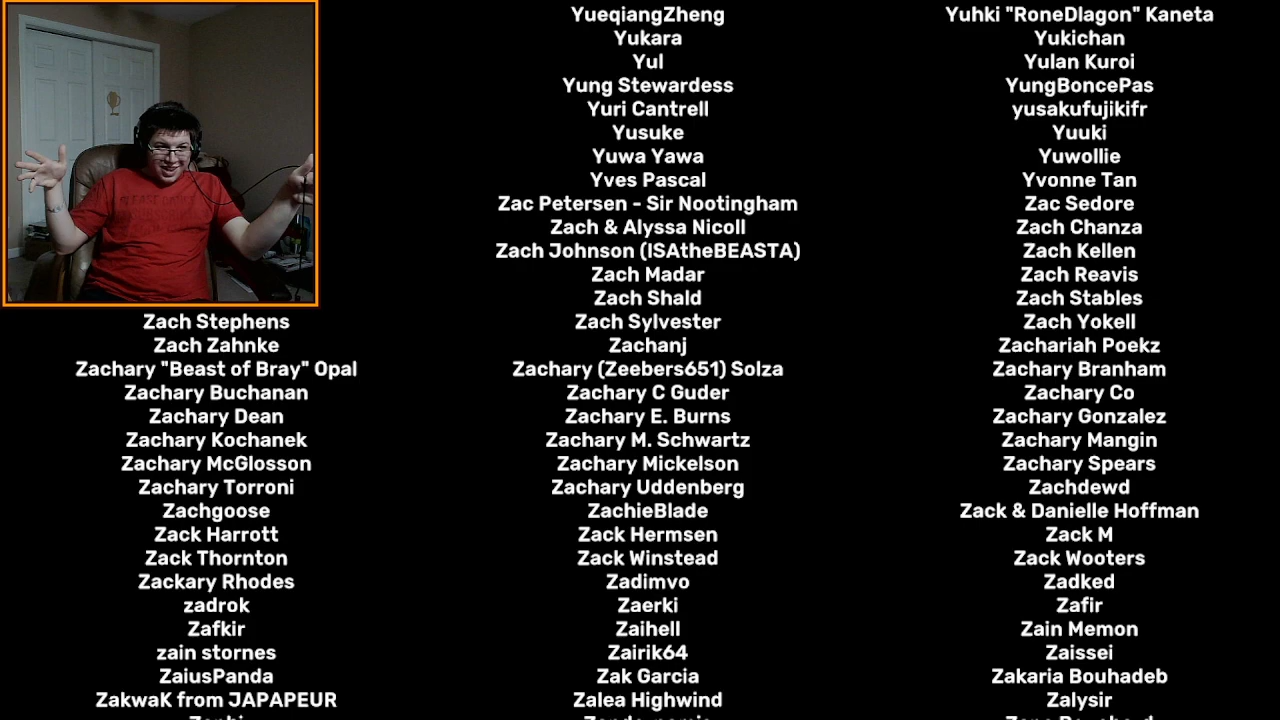 YueqiangZheng
Yuhki "RoneDlagon" Kaneta
Yukara
Yukichan
Yul
Yulan Kuroi
Yung Stewardess
YungBoncePas
Yuri Cantrell
yusakufujikifr
Yusuke
Yuuki
Yuwa Yawa
Yuwollie
Yves Pascal
Yvonne Tan
Zac Petersen - Sir Nootingham
Zac Sedore
Zach & Alyssa Nicoll
Zach Chanza
Zach Johnson (ISAtheBEASTA)
Zach Kellen
Zach Madar
Zach Reavis
Zach Shald
Zach Stables
Zach Stephens
Zach Sylvester
Zach Yokell
Zach Zahnke
Zachanj
Zachariah Poekz
Zachary "Beast of Bray" Opal
Zachary (Zeebers651) Solza
Zachary Branham
Zachary Buchanan
Zachary C Guder
Zachary Co
Zachary Dean
Zachary E. Burns
Zachary Gonzalez
Zachary Kochanek
Zachary M. Schwartz
Zachary Mangin
Zachary McGlosson
Zachary Mickelson
Zachary Spears
Zachary Torroni
Zachary Uddenberg
Zachdewd
Zachgoose
ZachieBlade
Zack & Danielle Hoffman
Zack Harrott
Zack Hermsen
Zack M
Zack Thornton
Zack Winstead
Zack Wooters
Zackary Rhodes
Zadimvo
Zadked
zadrok
Zaerki
Zafir
Zafkir
Zaihell
Zain Memon
zain stornes
Zairik64
Zaissei
ZaiusPanda
Zak Garcia
Zakaria Bouhadeb
ZakwaK from JAPAPEUR
Zalea Highwind
Zalysir